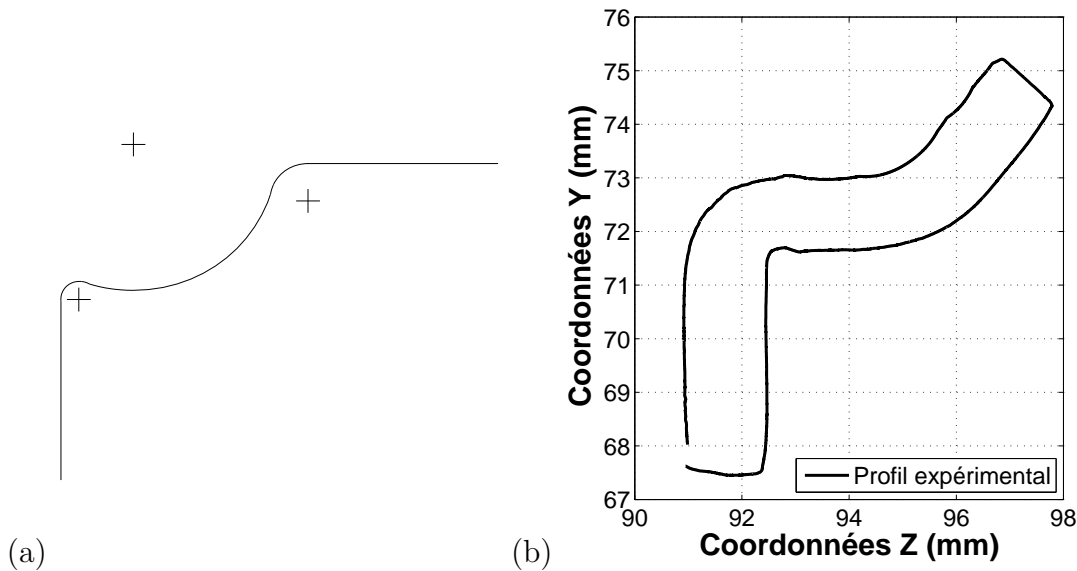 76
75
74
73
72
71
70
69
68
67
Coordonnées Y (mm)
90 92 94 96 98
Coordonnées Z (mm)
Profil expérimental
(a)
(b)